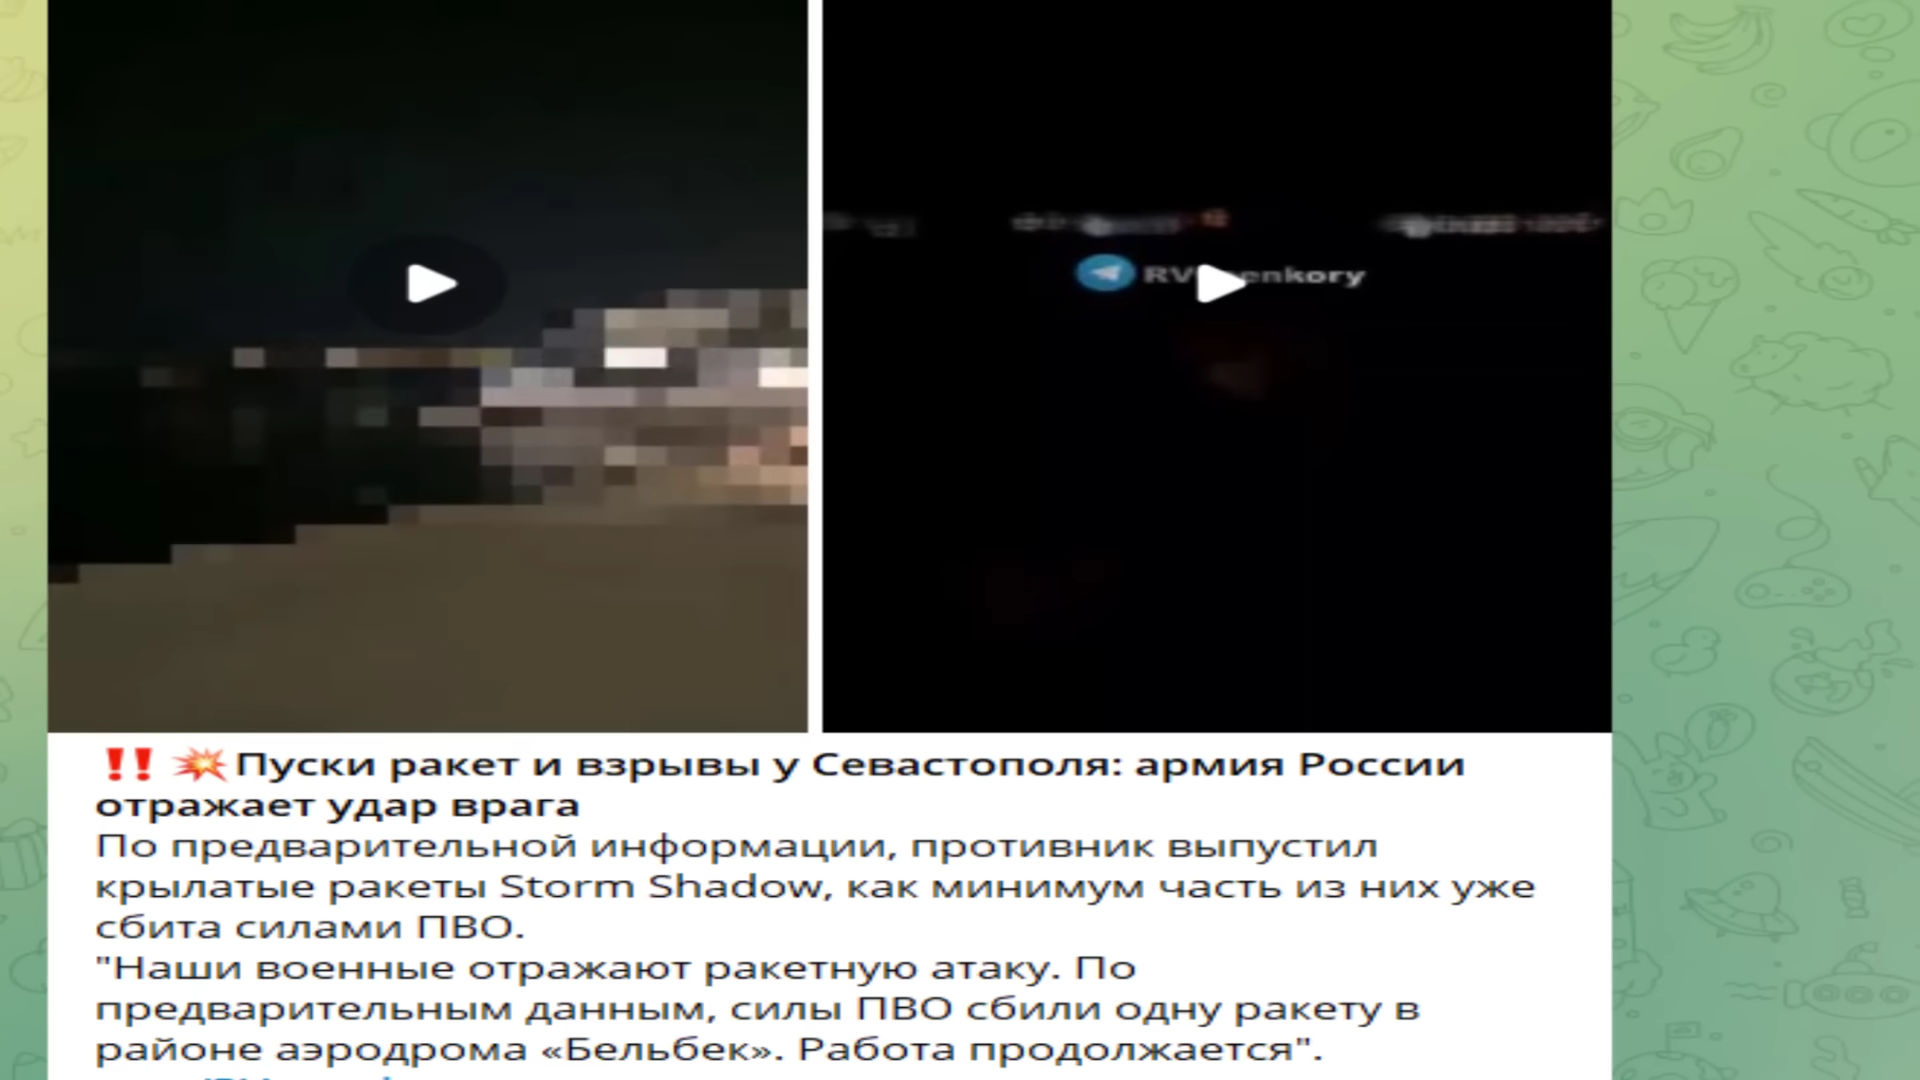 ‼️💥Пуски ракет и взрывы у Севастополя: армия России
отражает удар врага
По предварительной информации, противник выпустил
крылатые ракеты Storm Shadow, как минимум часть из них уже
сбита силами ПВО.
"Наши военные отражают ракетную атаку. По
предварительным данным, силы ПВО сбили одну ракету в
районе аэродрома «Бельбек». Работа продолжается".